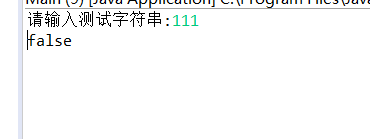 Main (9) [Java Application] C:\Program Files\Java
请输入测试字符串:111
false